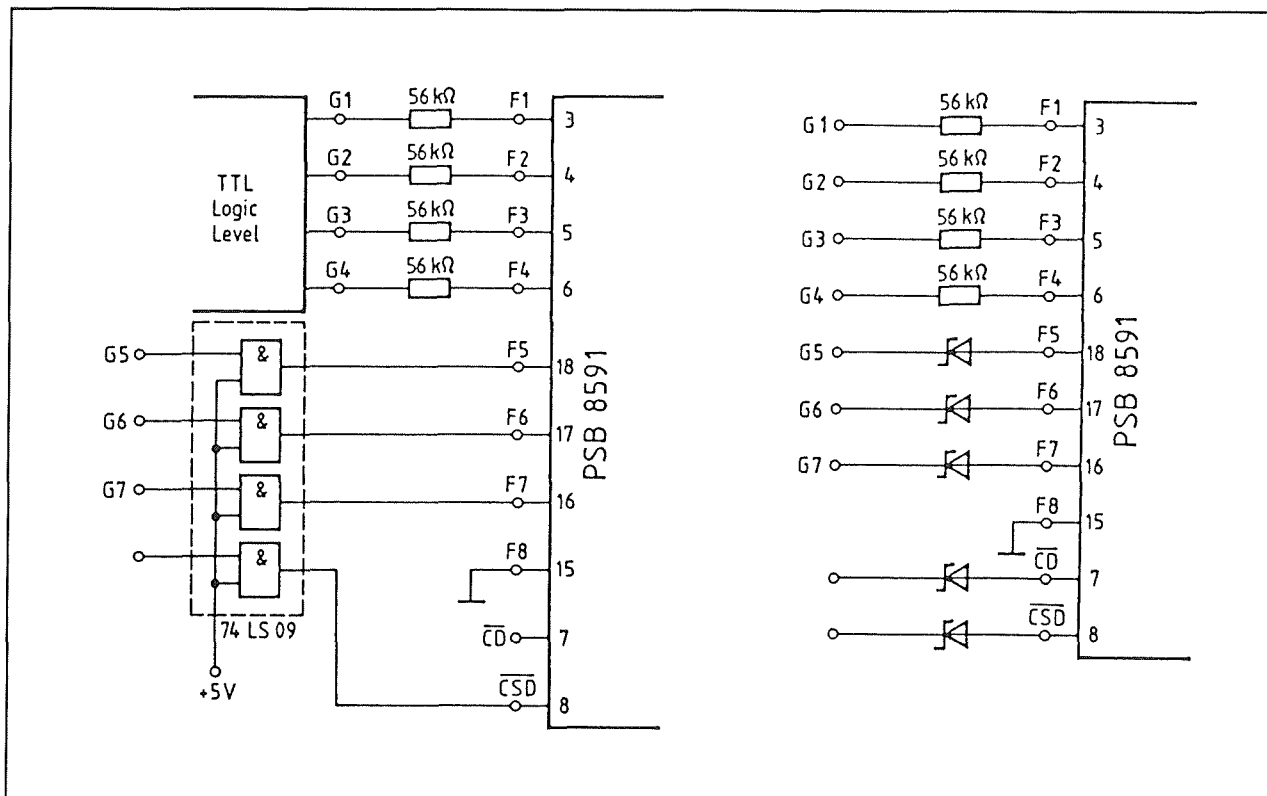 G1 56 kΩ F1 3
G2 56 kΩ F2 4
TTL
Logic
Level
G3 56 kΩ F3 5
G4 56 kΩ F4 6
G5 & F5 18
G6 & F6 17
G7 & F7 16
& F8 15
74 LS 09
C̅D̅ 7
+5V
C̅S̅D̅ 8
PSB 8591
G1 56 kΩ F1 3
G2 56 kΩ F2 4
G3 56 kΩ F3 5
G4 56 kΩ F4 6
G5 F5 18
G6 F6 17
G7 F7 16
F8 15
C̅D̅ 7
C̅S̅D̅ 8
PSB 8591